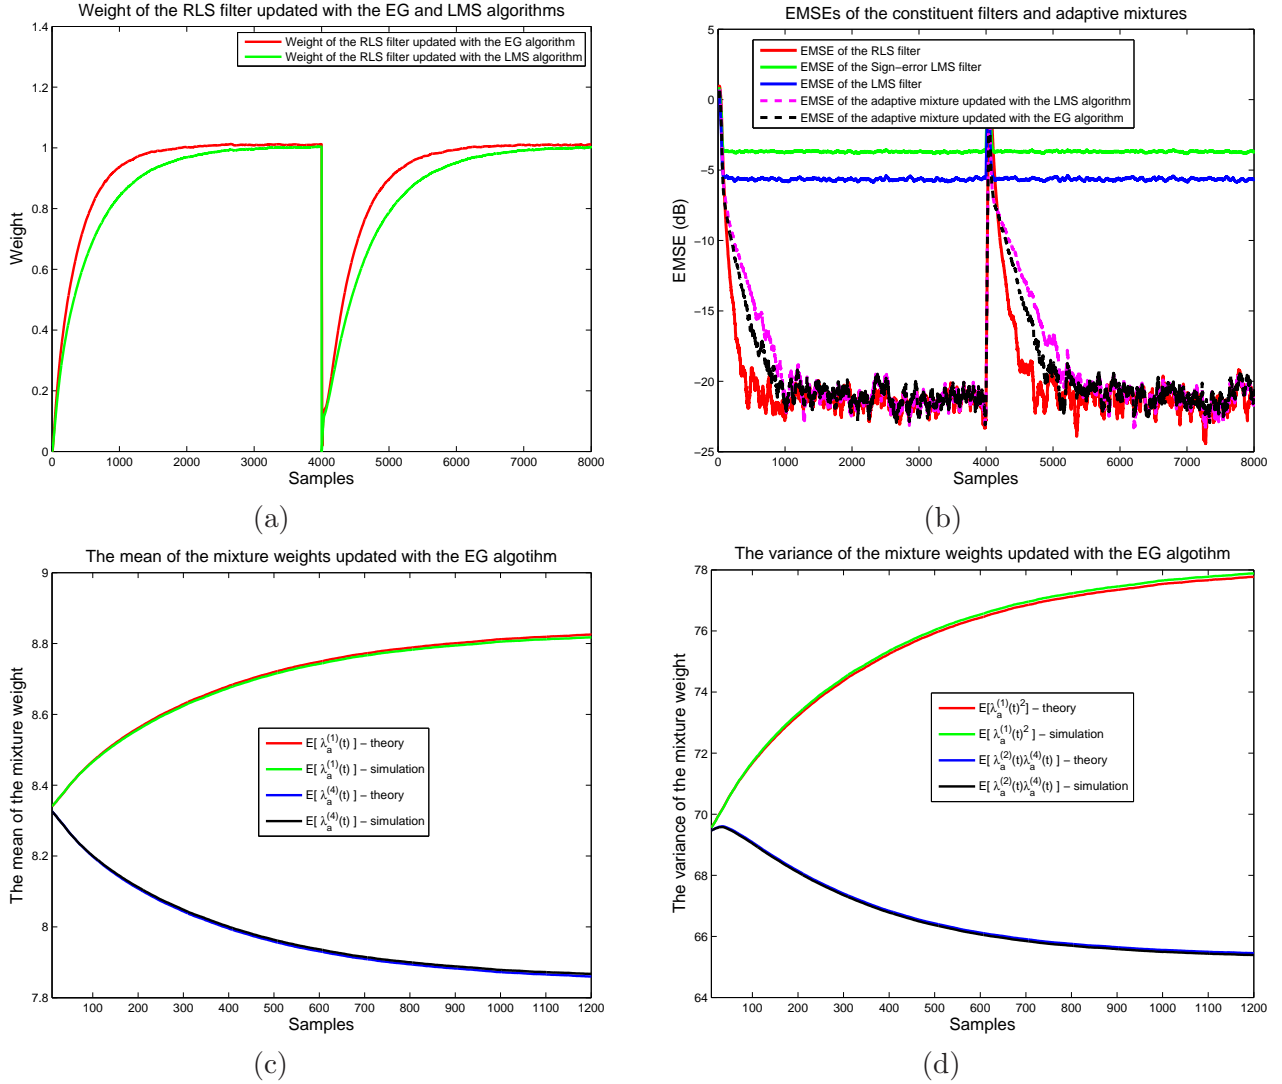 Weight of the RLS filter updated with the EG and LMS algorithms
1.4
1.2
1
0.8
0.6
0.4
0.2
0
Weight
Weight of the RLS filter updated with the EG algorithm
Weight of the RLS filter updated with the LMS algorithm
0 1000 2000 3000 4000 5000 6000 7000 8000
Samples
(a)
EMSEs of the constituent filters and adaptive mixtures
5
0
−5
−10
−15
−20
−25
EMSE (dB)
EMSE of the RLS filter
EMSE of the Sign−error LMS filter
EMSE of the LMS filter
EMSE of the adaptive mixture updated with the LMS algorithm
EMSE of the adaptive mixture updated with the EG algorithm
0 1000 2000 3000 4000 5000 6000 7000 8000
Samples
(b)
The mean of the mixture weights updated with the EG algotihm
9
8.8
8.6
8.4
8.2
8
7.8
The mean of the mixture weight
E[ λa(1)(t) ] − theory
E[ λa(1)(t) ] − simulation
E[ λa(4)(t) ] − theory
E[ λa(4)(t) ] − simulation
100 200 300 400 500 600 700 800 900 1000 1100 1200
Samples
(c)
The variance of the mixture weights updated with the EG algotihm
78
76
74
72
70
68
66
64
The variance of the mixture weight
E[λa(1)(t)2] − theory
E[ λa(1)(t)2 ] − simulation
E[ λa(2)(t)λa(4)(t) ] − theory
E[ λa(2)(t)λa(4)(t) ] − simulation
100 200 300 400 500 600 700 800 900 1000 1100 1200
Samples
(d)